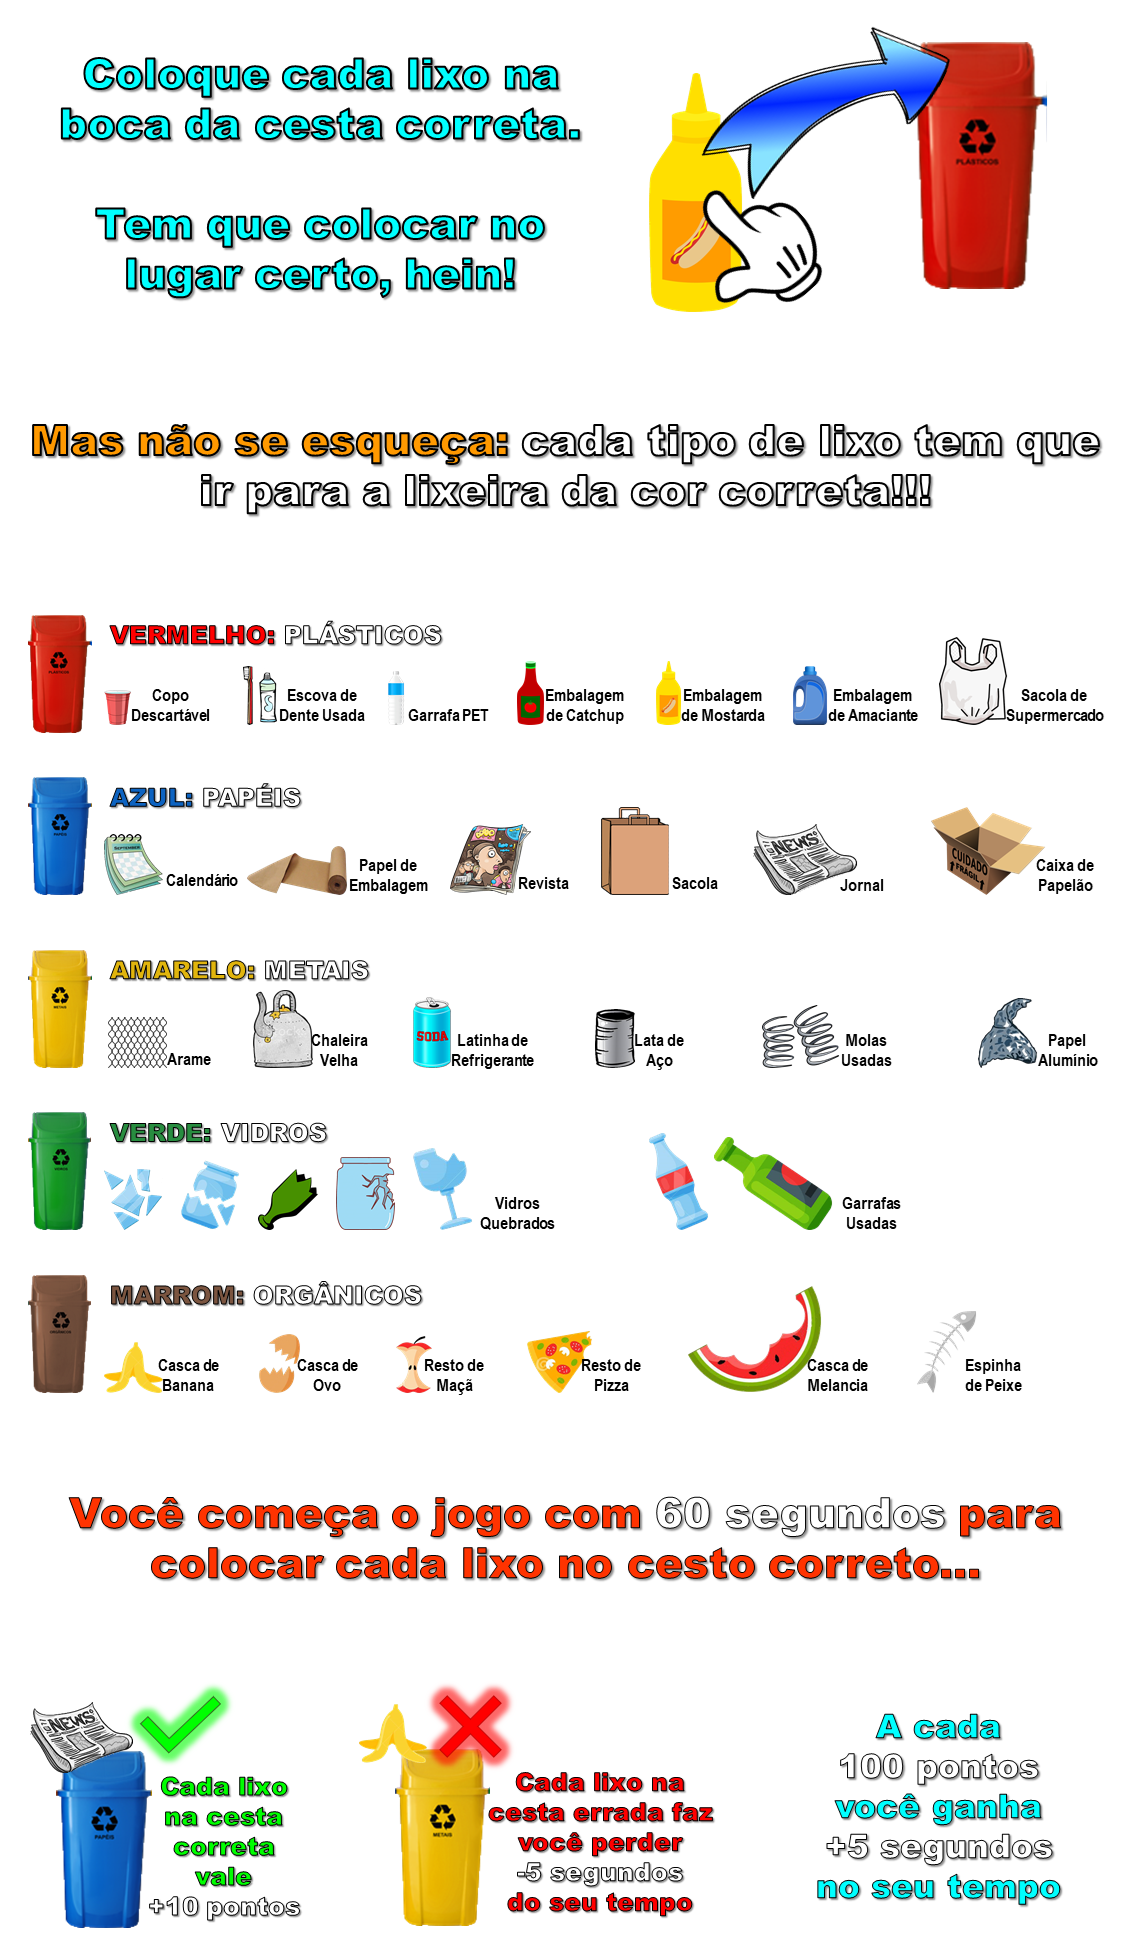 Coloque cada lixo na
boca da cesta correta.
Tem que colocar no
lugar certo, hein!
PLÁSTICOS
Mas não se esqueça: cada tipo de lixo tem que
ir para a lixeira da cor correta!!!
VERMELHO: PLÁSTICOS
PLÁSTICOS
Copo
Descartável
Escova de
Dente Usada
Garrafa PET
Embalagem
de Catchup
Embalagem
de Mostarda
Embalagem
de Amaciante
Sacola de
Supermercado
AZUL: PAPÉIS
PAPÉIS
SEPTEMBER
Calendário
Papel de
Embalagem
Revista
Sacola
NEWS
Jornal
CUIDADO
FRÁGIL
Caixa de
Papelão
AMARELO: METAIS
METAIS
Arame
Chaleira
Velha
SODA
Latinha de
Refrigerante
Lata de
Aço
Molas
Usadas
Papel
Alumínio
VERDE: VIDROS
VIDROS
Vidros
Quebrados
Garrafas
Usadas
MARROM: ORGÂNICOS
ORGÂNICOS
Casca de
Banana
Casca de
Ovo
Resto de
Maçã
Resto de
Pizza
Casca de
Melancia
Espinha
de Peixe
Você começa o jogo com 60 segundos para
colocar cada lixo no cesto correto...
NEWS
PAPÉIS
Cada lixo
na cesta
correta
vale
+10 pontos
METAIS
Cada lixo na
cesta errada faz
você perder
-5 segundos
do seu tempo
A cada
100 pontos
você ganha
+5 segundos
no seu tempo